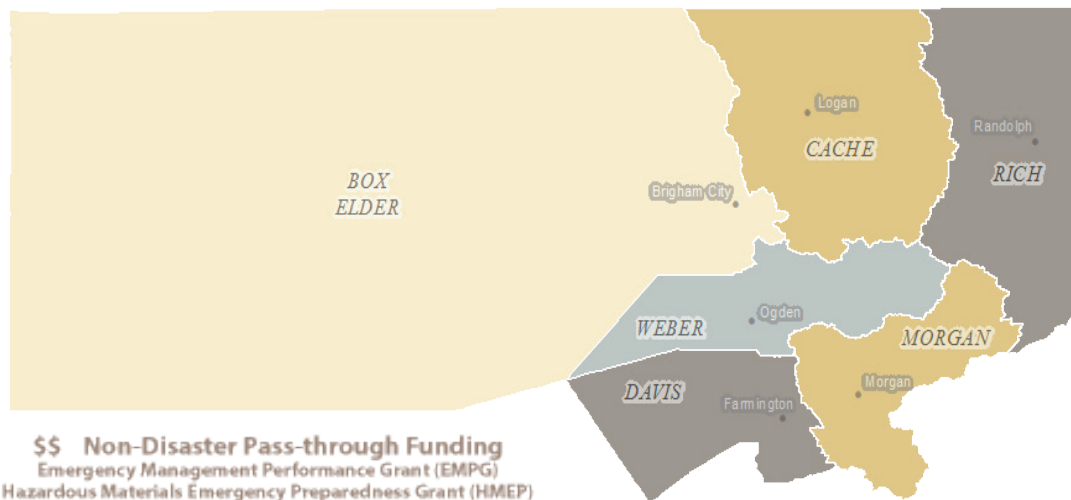 Logan
CACHE
Randolph
RICH
BOX
ELDER
Brigham City
Ogden
WEBER
MORGAN
Morgan
DAVIS
Farmington
$$ Non-Disaster Pass-through Funding
Emergency Management Performance Grant (EMPG)
Hazardous Materials Emergency Preparedness Grant (HMEP)